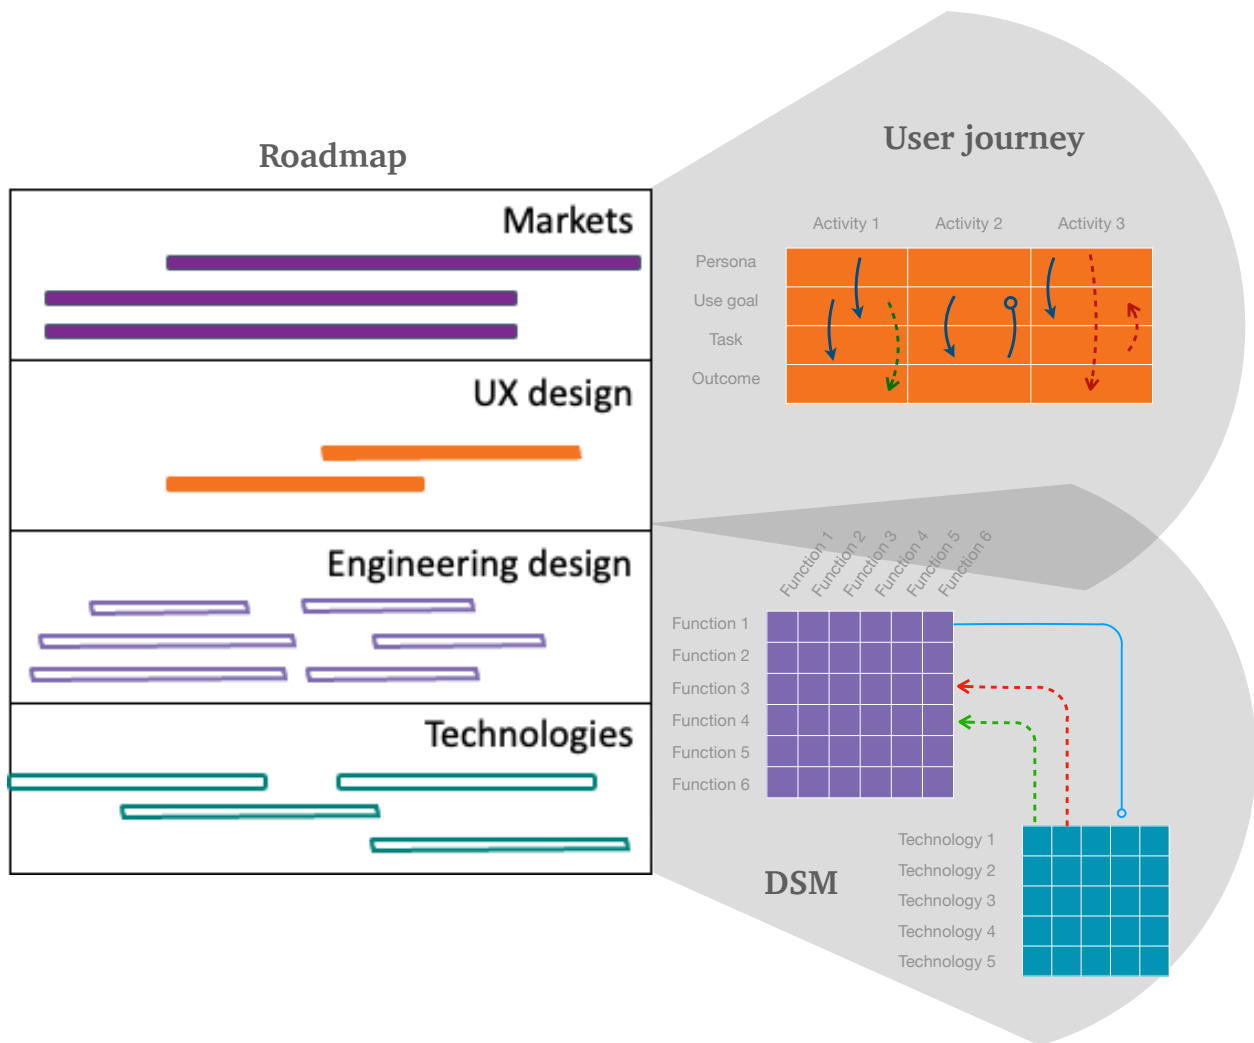 Roadmap
Markets
UX design
Engineering design
Technologies
User journey
Activity 1 Activity 2 Activity 3
Persona
Use goal
Task
Outcome
Function 1 Function 2 Function 3 Function 4 Function 5 Function 6
Function 1
Function 2
Function 3
Function 4
Function 5
Function 6
DSM
Technology 1
Technology 2
Technology 3
Technology 4
Technology 5